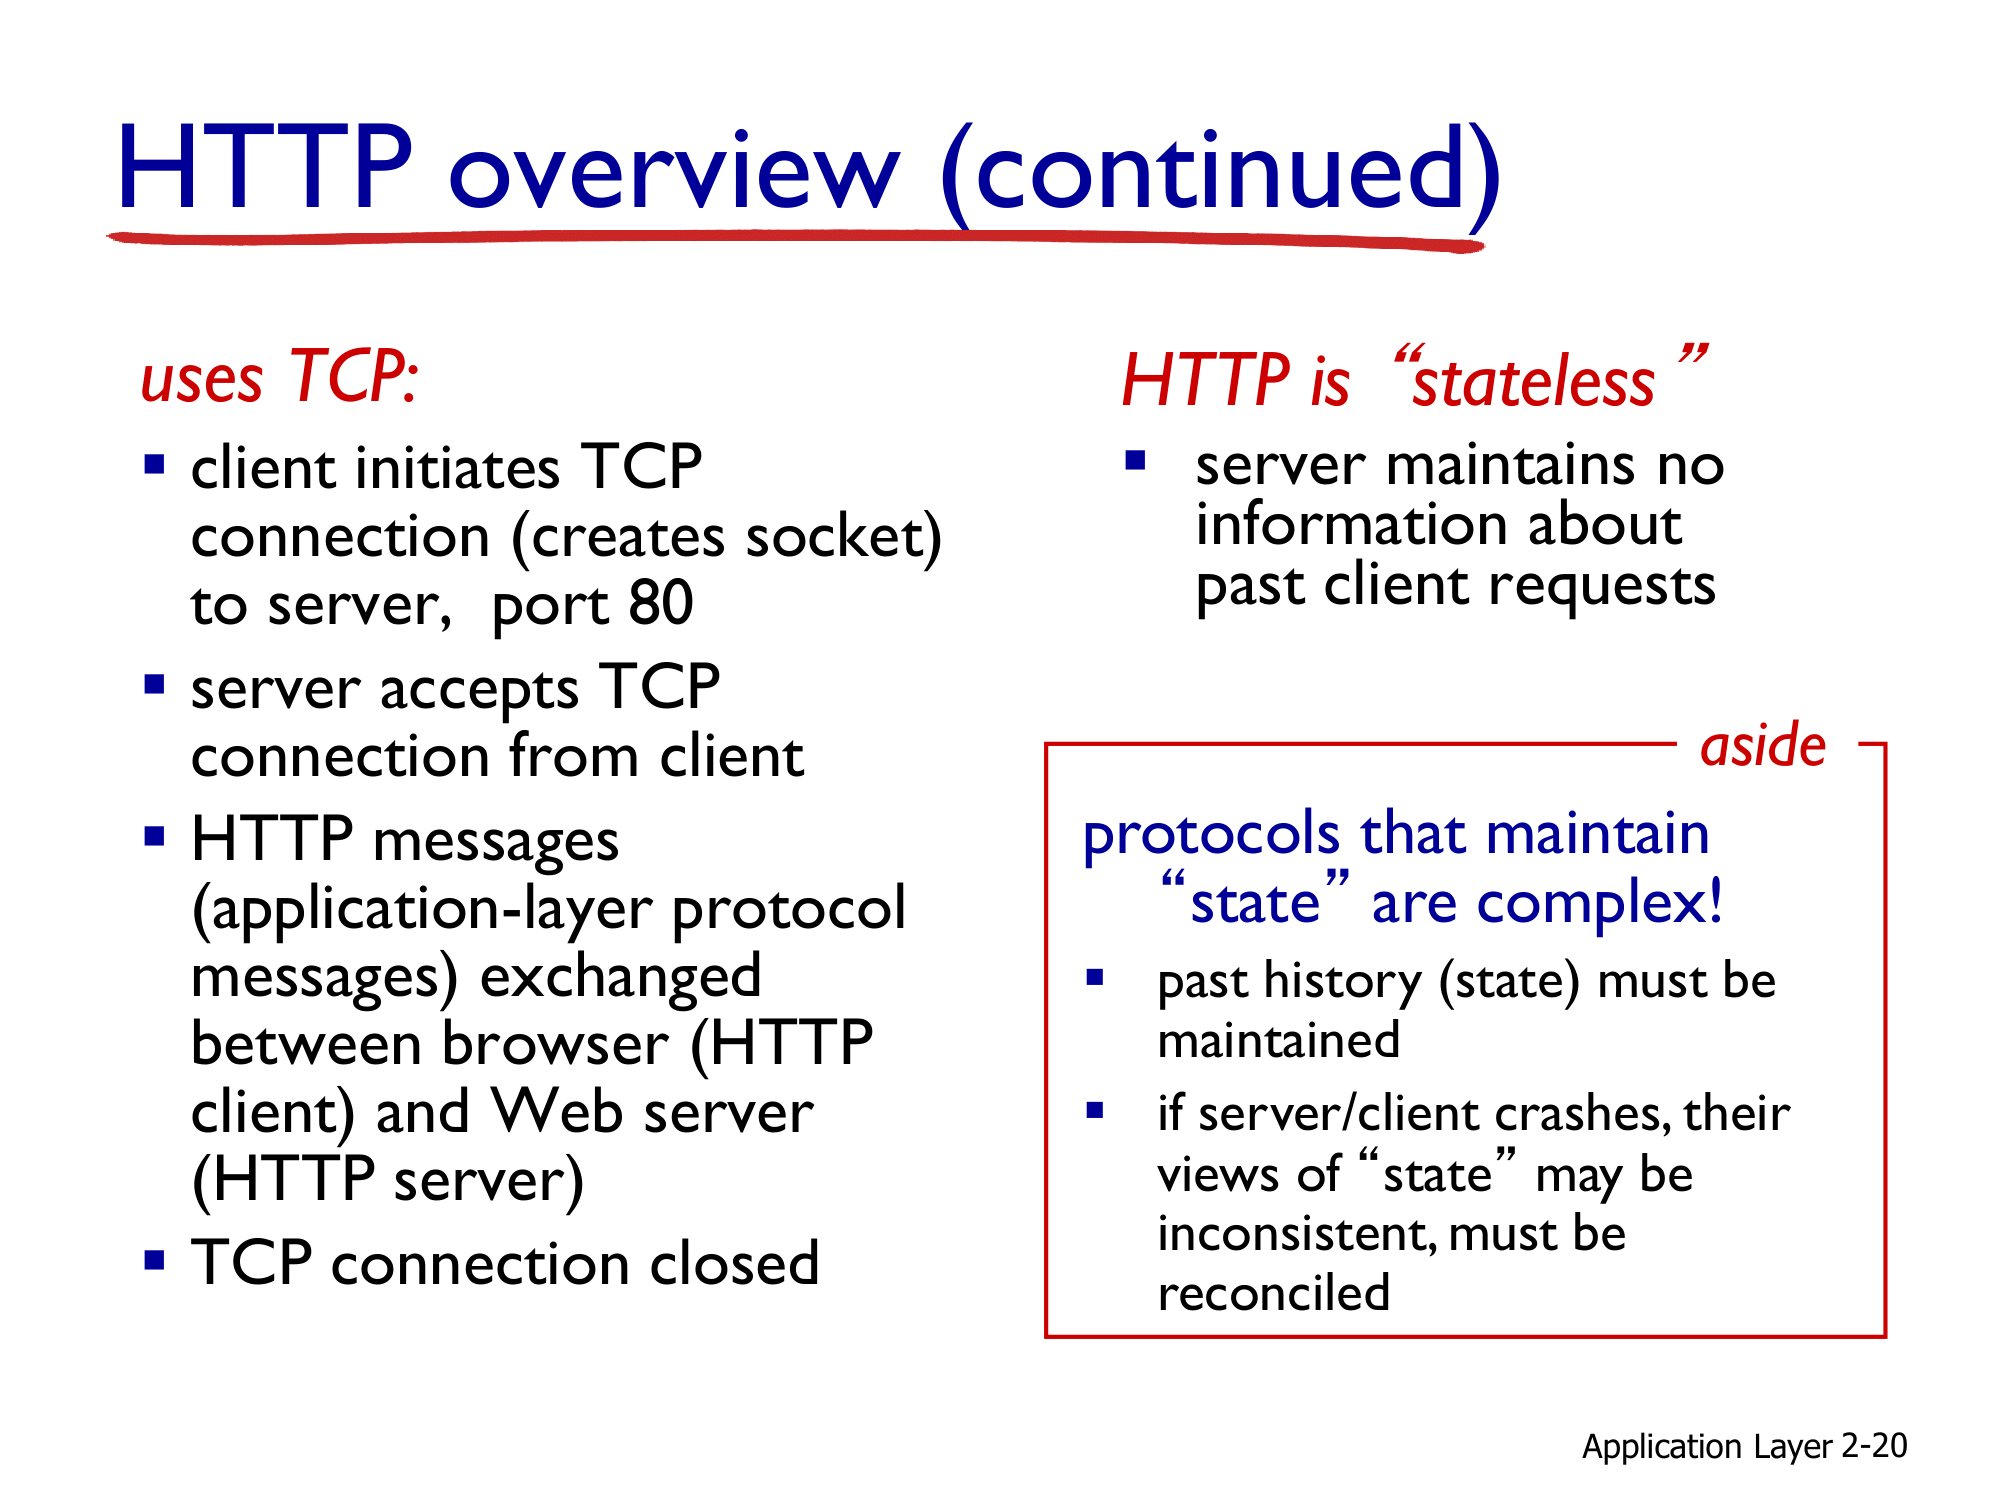 HTTP overview (continued)
uses TCP:
▪ client initiates TCP
connection (creates socket)
to server, port 80
▪ server accepts TCP
connection from client
▪ HTTP messages
(application-layer protocol
messages) exchanged
between browser (HTTP
client) and Web server
(HTTP server)
▪ TCP connection closed
HTTP is “stateless”
▪ server maintains no
information about
past client requests
aside
protocols that maintain
“state” are complex!
▪ past history (state) must be
maintained
▪ if server/client crashes, their
views of “state” may be
inconsistent, must be
reconciled
Application Layer 2-20